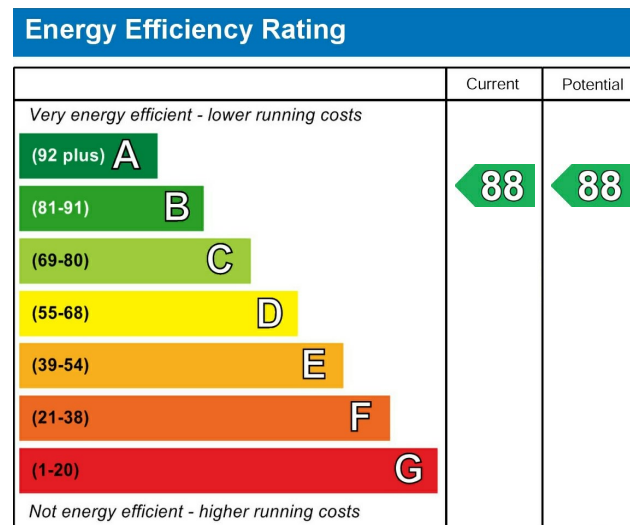 Energy Efficiency Rating
Current Potential
Very energy efficient - lower running costs
(92 plus) A
(81-91) B
88 88
(69-80) C
(55-68) D
(39-54) E
(21-38) F
(1-20) G
Not energy efficient - higher running costs